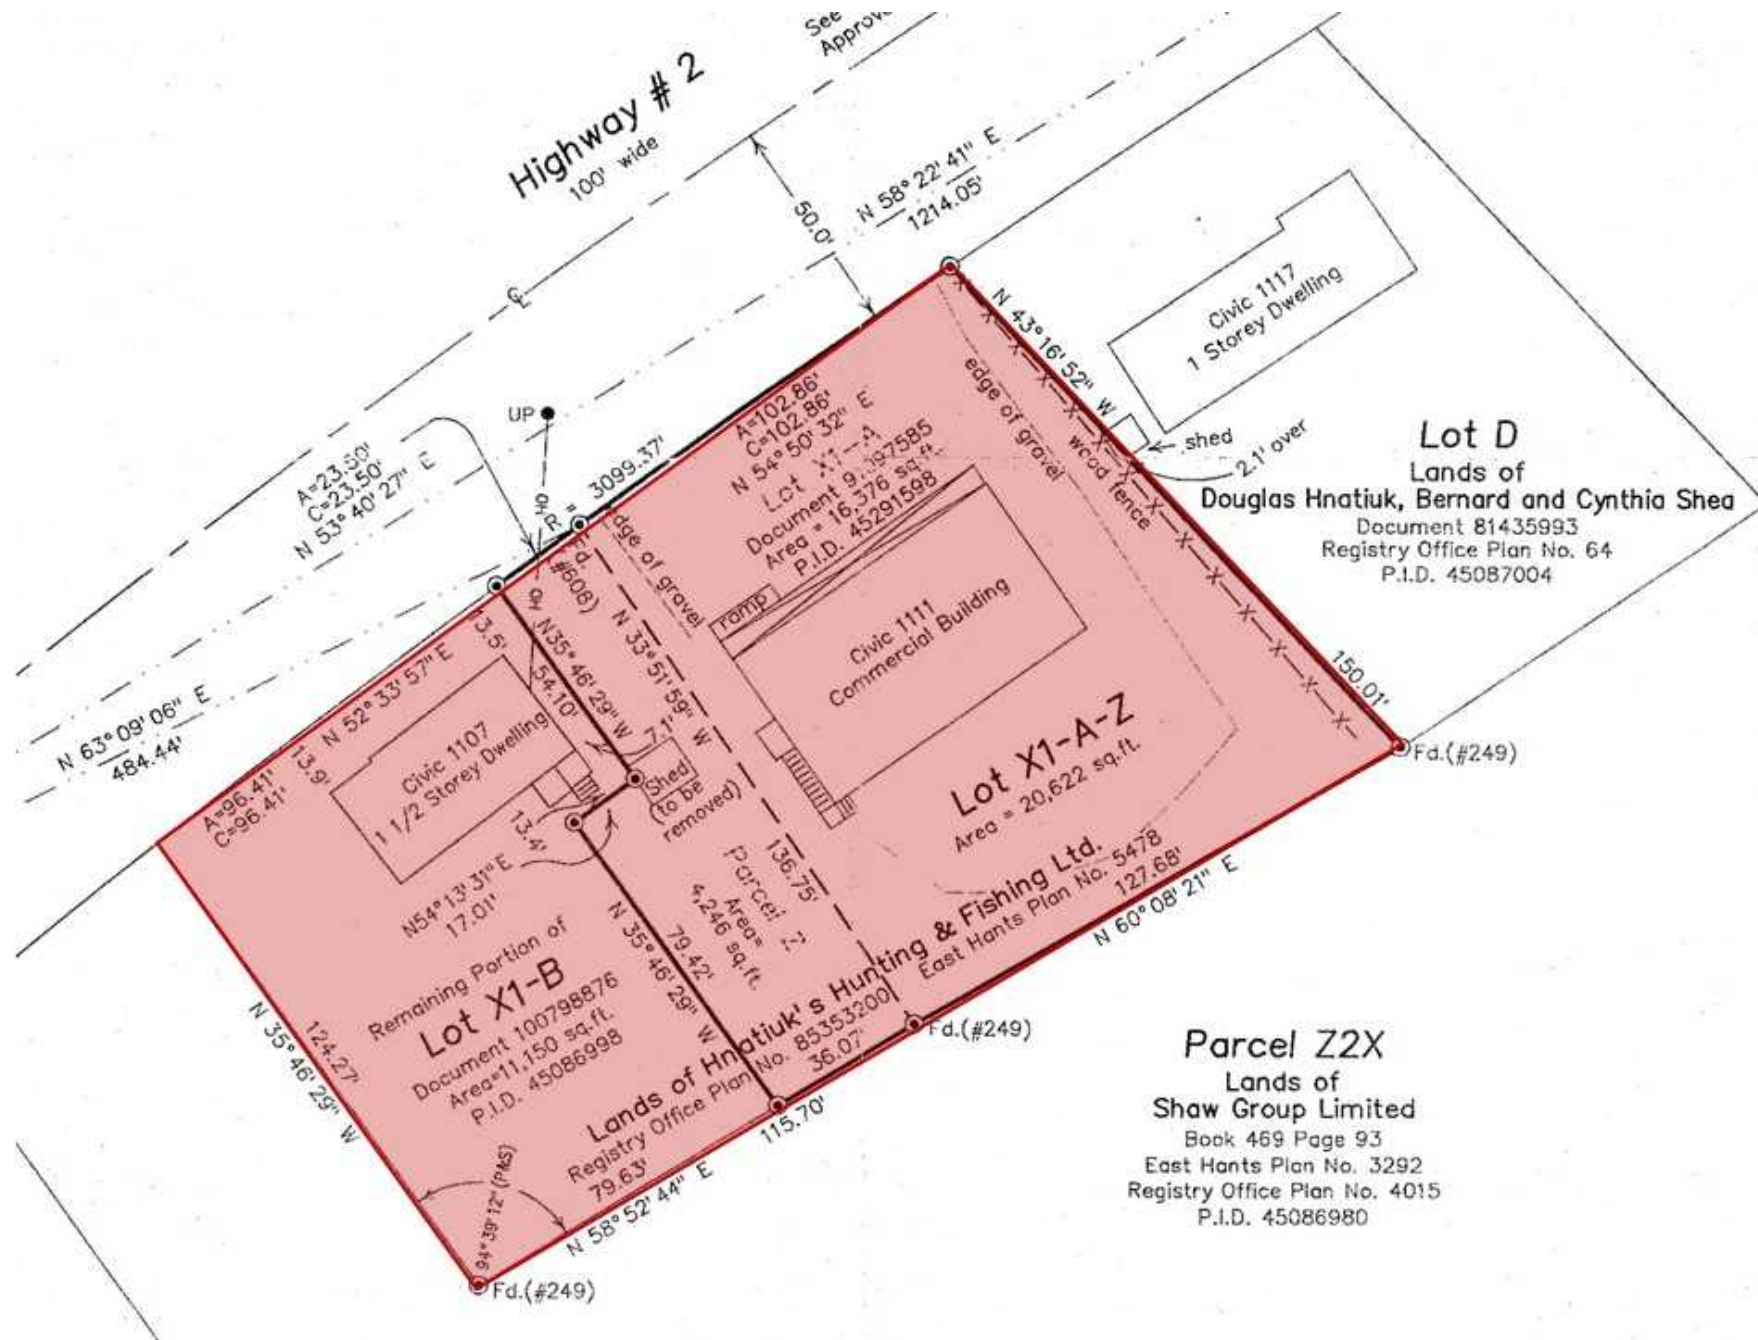 See
Approv
Highway # 2
100' wide
50.0'
N 58° 22' 41" E
1214.05'
℄
Civic 1117
1 Storey Dwelling
N 43° 16' 52" W
edge of gravel
wood fence
shed
2.1' over
Lot D
Lands of
Douglas Hnatiuk, Bernard and Cynthia Shea
Document 81435993
Registry Office Plan No. 64
P.I.D. 45087004
UP
OH
R = 3099.37'
A=23.50'
C=23.50'
N 53° 40' 27" E
A=102.86'
C=102.86'
N 54° 50' 32" E
Lot X1-A
Document
Area = 16,376 sq.ft.
P.I.D. 45291598
Fd.
(#608)
edge of gravel
OH
ramp
Civic 1111
Commercial Building
N 33° 51' 59" W
136.75'
N35° 46' 29" W
54.10'
3.5'
7.1'
N 63° 09' 06" E
484.44'
N 52° 33' 57" E
A=96.41'
C=96.41'
13.9'
Civic 1107
1 1/2 Storey Dwelling
Shed
(to be
removed)
13.4'
N54° 13' 31" E
17.01'
Lot X1-A-Z
Area = 20,622 sq.ft.
150.01'
Fd.(#249)
Parcel Z
Area=
4,246 sq.ft.
N 35° 46' 29" W
79.42'
Remaining Portion of
Lot X1-B
Document 100798876
Area=11,150 sq.ft.
P.I.D. 45086998
Lands of Hnatiuk's Hunting & Fishing Ltd.
Registry Office Plan No. 85353200
East Hants Plan No. 5478
127.68'
N 60° 08' 21" E
36.07'
Fd.(#249)
124.27'
N 35° 46' 29" W
94° 39' 12" (PNS)
79.63'
115.70'
N 58° 52' 44" E
Fd.(#249)
Parcel Z2X
Lands of
Shaw Group Limited
Book 469 Page 93
East Hants Plan No. 3292
Registry Office Plan No. 4015
P.I.D. 45086980